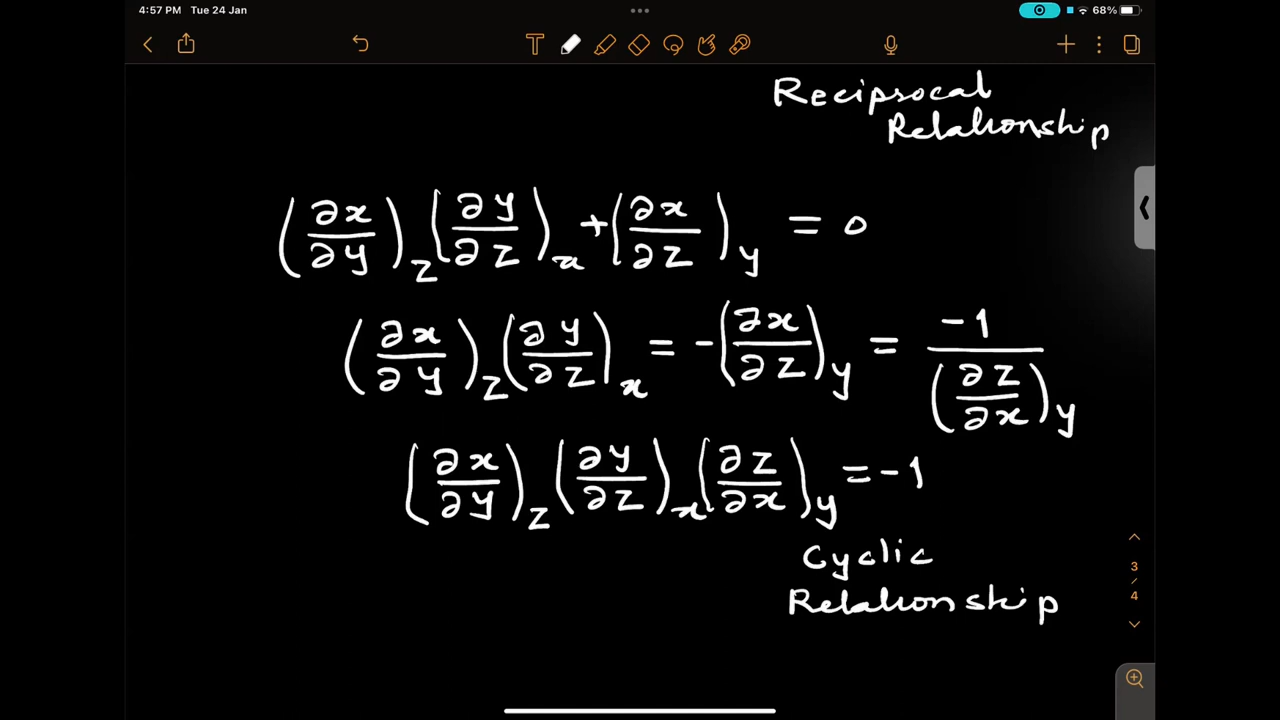 4:57 PM Tue 24 Jan
68%
T
Reciprocal
Relationship
(∂x/∂y)_z (∂y/∂z)_x + (∂x/∂z)_y = 0
(∂x/∂y)_z (∂y/∂z)_x = -(∂x/∂z)_y = -1/(∂z/∂x)_y
(∂x/∂y)_z (∂y/∂z)_x (∂z/∂x)_y = -1
Cyclic
Relationship
3
/
4